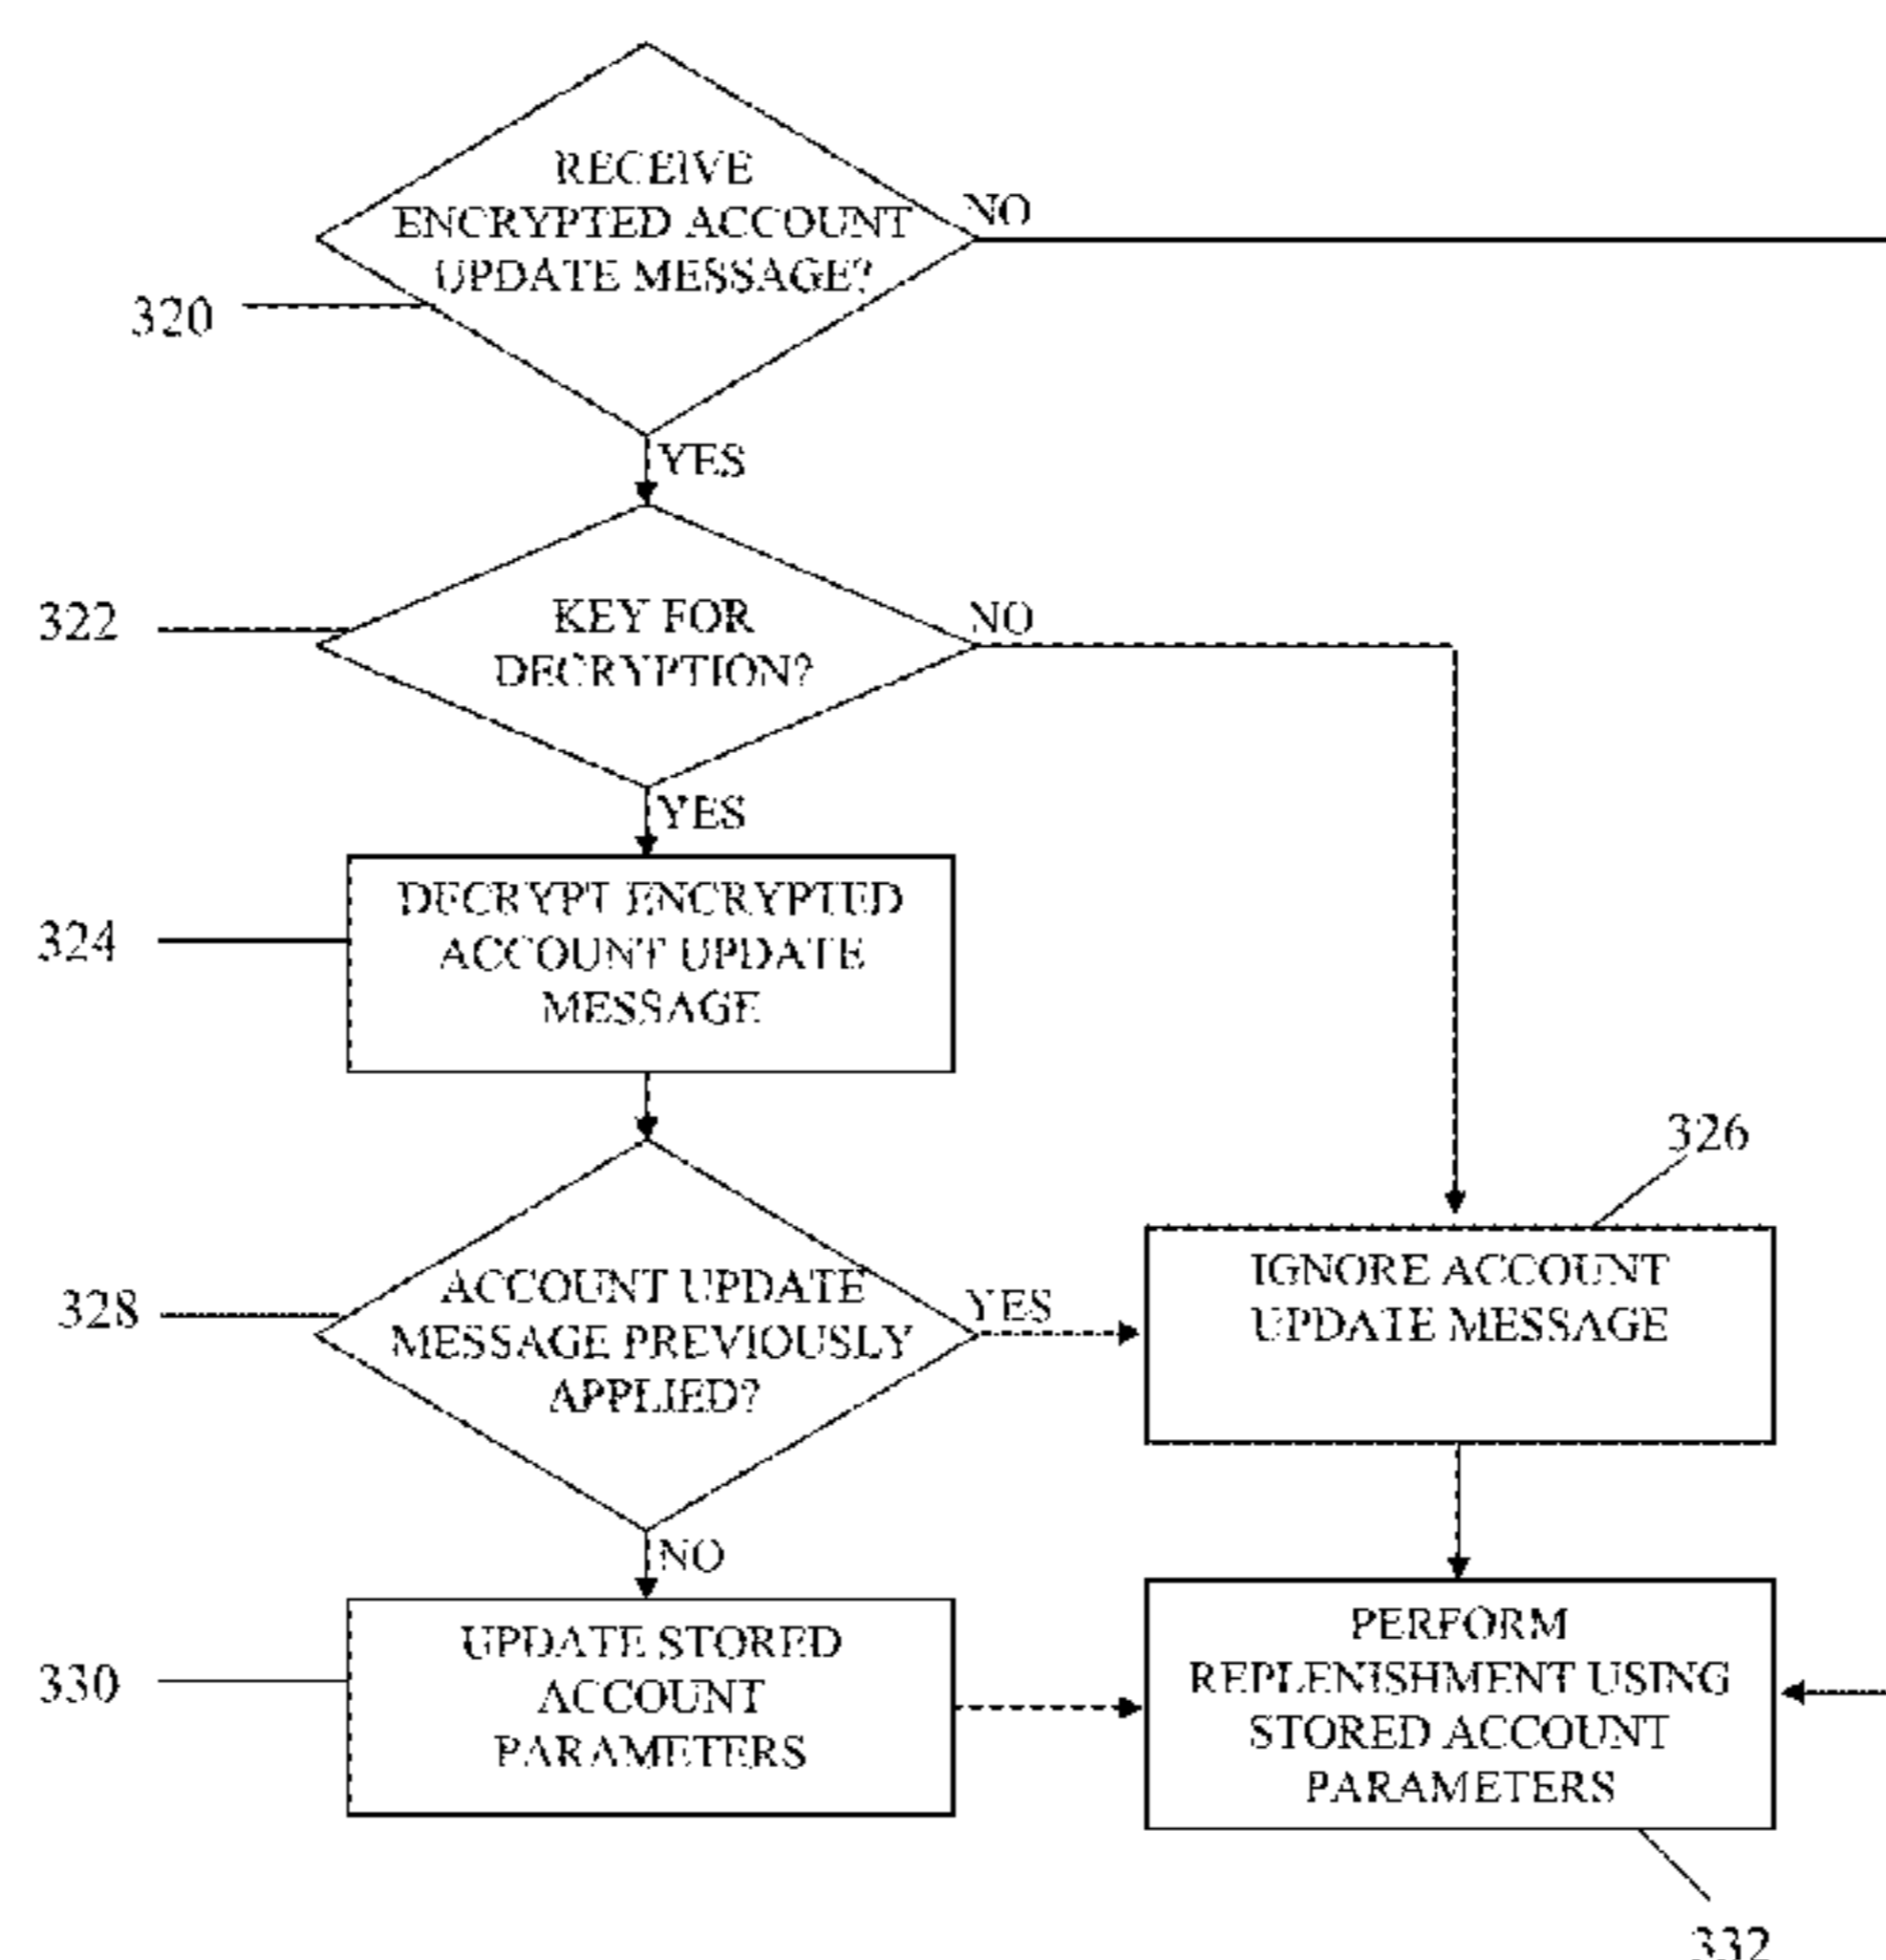 RECEIVE
ENCRYPTED ACCOUNT
UPDATE MESSAGE?
NO
320
YES
322
KEY FOR
DECRYPTION?
NO
YES
324
DECRYPT ENCRYPTED
ACCOUNT UPDATE
MESSAGE
326
328
ACCOUNT UPDATE
MESSAGE PREVIOUSLY
APPLIED?
YES
IGNORE ACCOUNT
UPDATE MESSAGE
NO
330
UPDATE STORED
ACCOUNT
PARAMETERS
PERFORM
REPLENISHMENT USING
STORED ACCOUNT
PARAMETERS
332